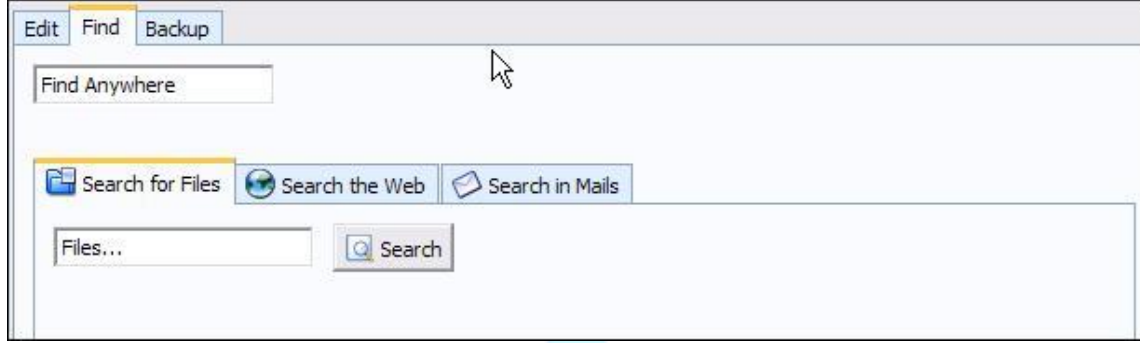 Edit Find Backup
Find Anywhere
Search for Files Search the Web Search in Mails
Files... Search